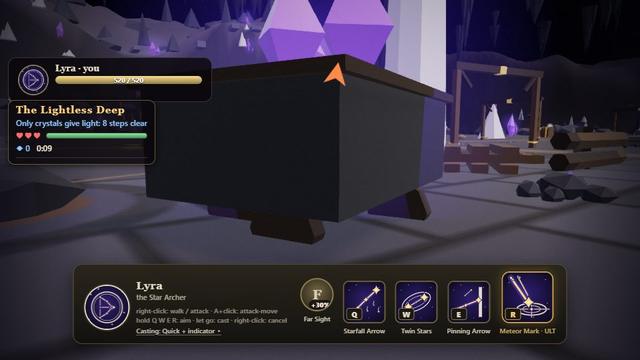 Lyra · you
520 / 520
The Lightless Deep
Only crystals give light: 8 steps clear
0 0:09
Lyra
the Star Archer
right-click: walk / attack · A+click: attack-move
hold Q W E R: aim · let go: cast · right-click: cancel
Casting: Quick + indicator
F
+30%
Far Sight
Q
Starfall Arrow
W
Twin Stars
E
Pinning Arrow
R
Meteor Mark · ULT